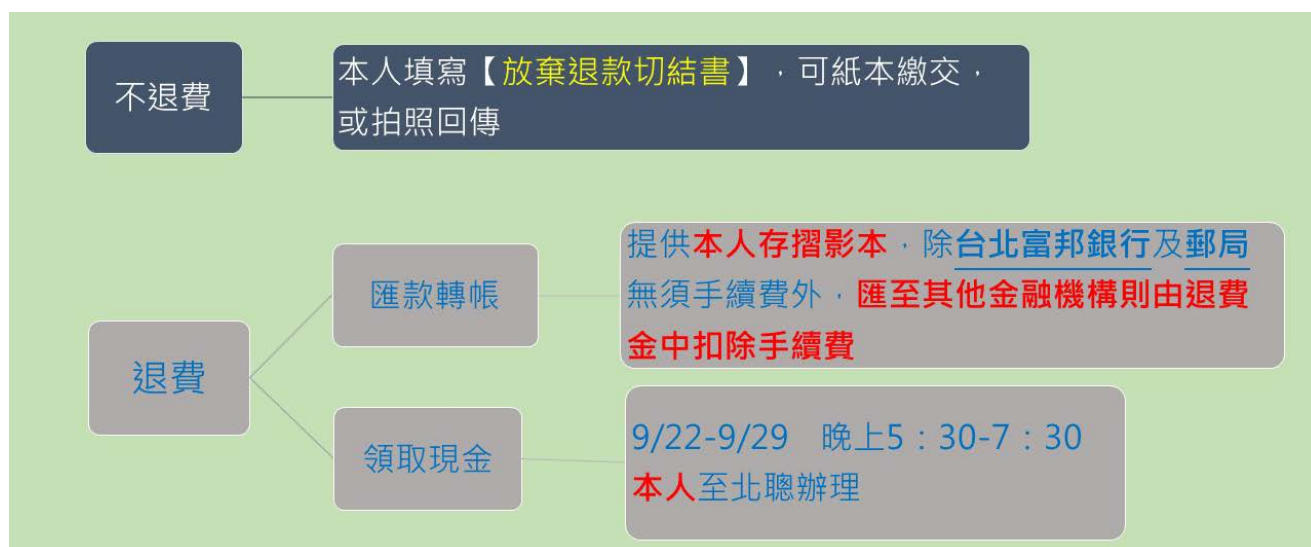 不退費
本人填寫【放棄退款切結書】，可紙本繳交，
或拍照回傳
退費
匯款轉帳
提供本人存摺影本，除台北富邦銀行及郵局
無須手續費外，匯至其他金融機構則由退費
金中扣除手續費
領取現金
9/22-9/29 晚上5：30-7：30
本人至北聰辦理